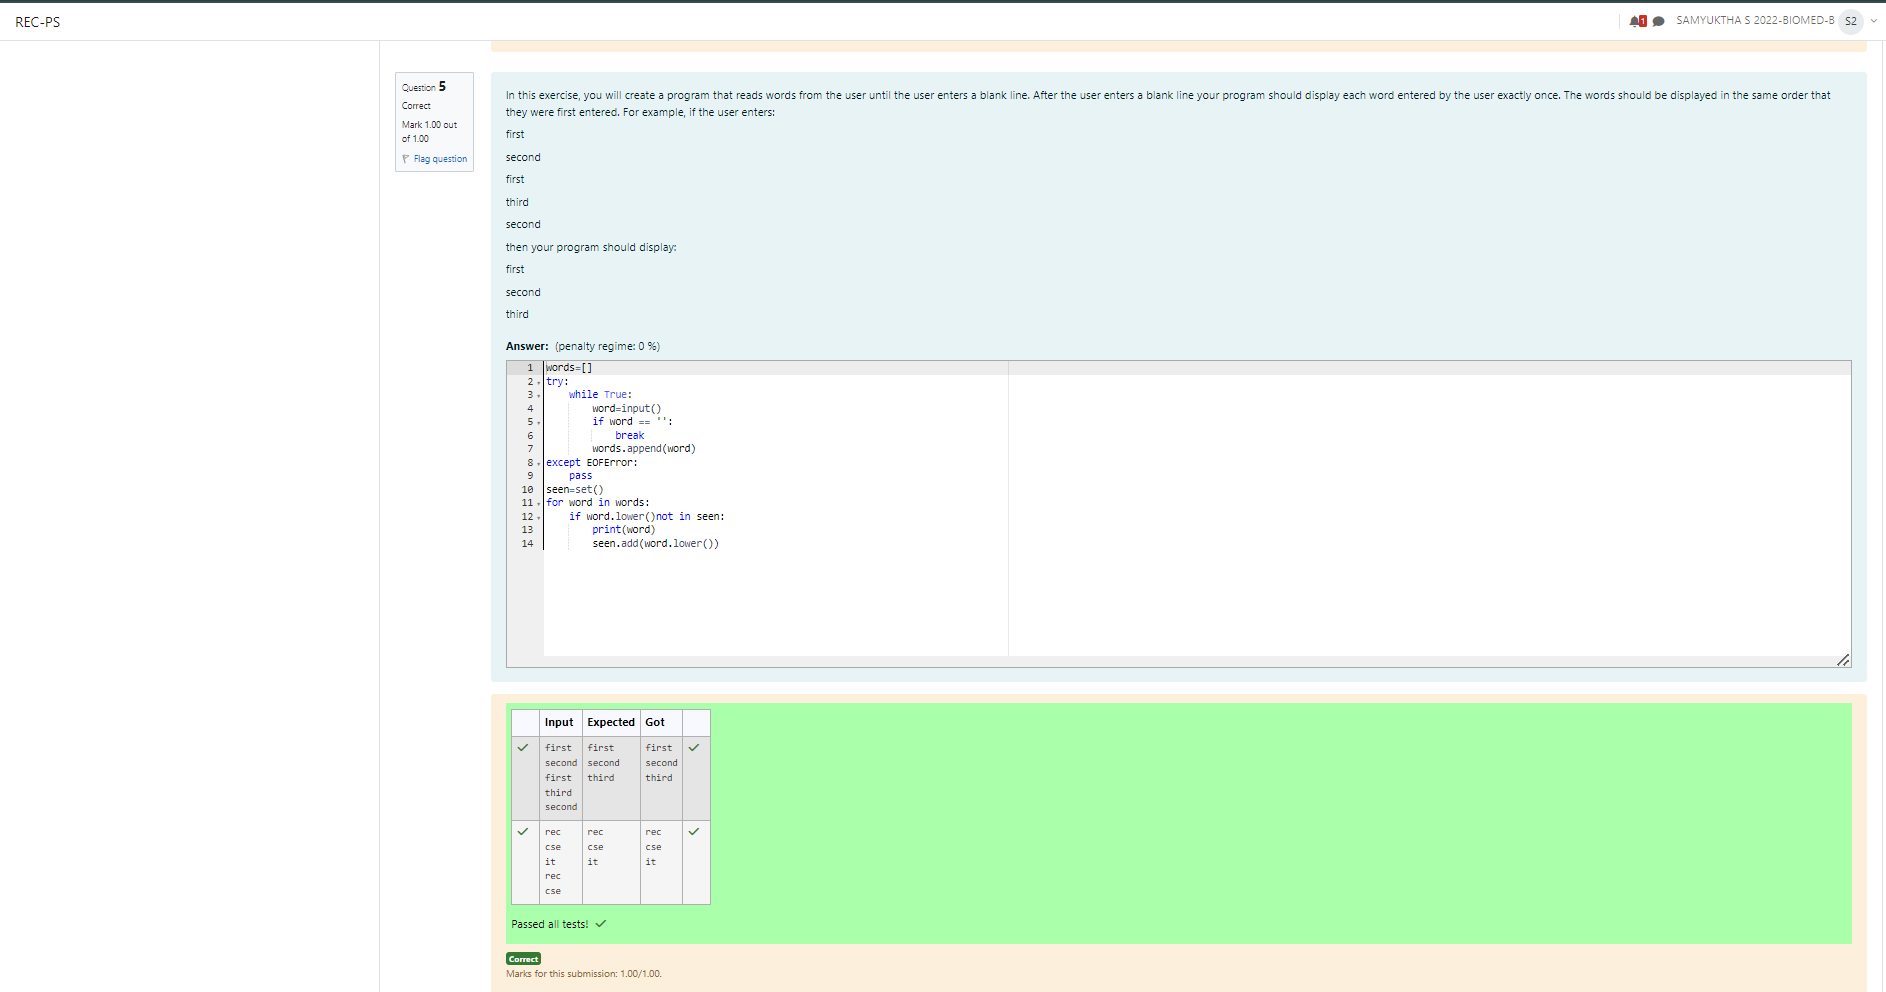 REC-PS
1
SAMYUKTHA S 2022-BIOMED-B
S2
Question 5
Correct
Mark 1.00 out
of 1.00
Flag question
In this exercise, you will create a program that reads words from the user until the user enters a blank line. After the user enters a blank line your program should display each word entered by the user exactly once. The words should be displayed in the same order that
they were first entered. For example, if the user enters:
first
second
first
third
second
then your program should display:
first
second
third
Answer: (penalty regime: 0 %)
1 words=[]
2 try:
3     while True:
4         word=input()
5         if word == '':
6             break
7         words.append(word)
8 except EOFError:
9     pass
10 seen=set()
11 for word in words:
12     if word.lower()not in seen:
13         print(word)
14         seen.add(word.lower())
Input Expected Got
first first first
second second second
first third third
third
second
rec rec rec
cse cse cse
it it it
rec
cse
Passed all tests!
Correct
Marks for this submission: 1.00/1.00.